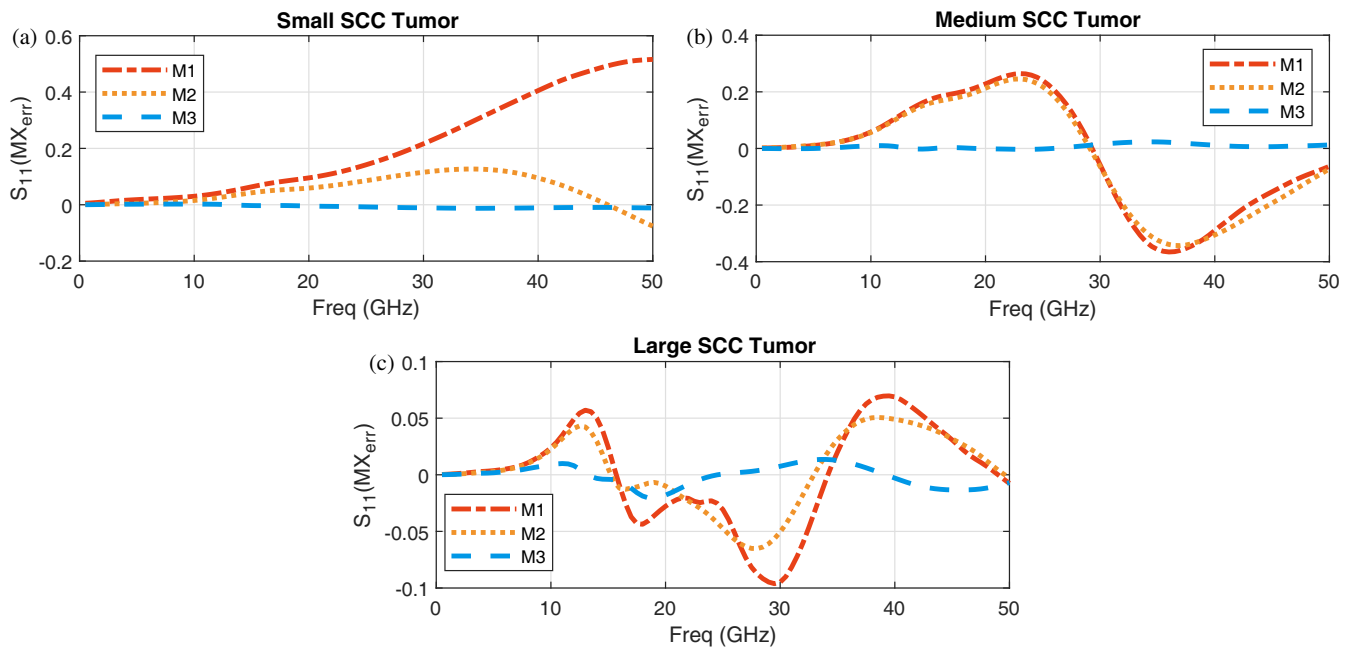 Small SCC Tumor
(a)
0.6
0.4
0.2
0
-0.2
S11(MXerr)
M1
M2
M3
0 10 20 30 40 50
Freq (GHz)
Medium SCC Tumor
(b)
0.4
0.2
0
-0.2
-0.4
S11(MXerr)
M1
M2
M3
0 10 20 30 40 50
Freq (GHz)
Large SCC Tumor
(c)
0.1
0.05
0
-0.05
-0.1
S11(MXerr)
M1
M2
M3
0 10 20 30 40 50
Freq (GHz)